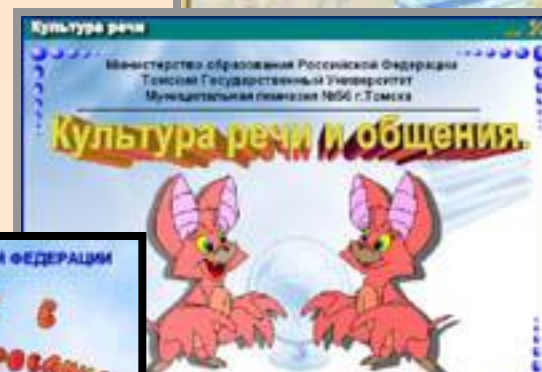 Культура речи
Министерство образования Российской Федерации
Томский Государственный Университет
Муниципальная гимназия №56 г.Томска
Культура речи и общения.
Й ФЕДЕРАЦИИ